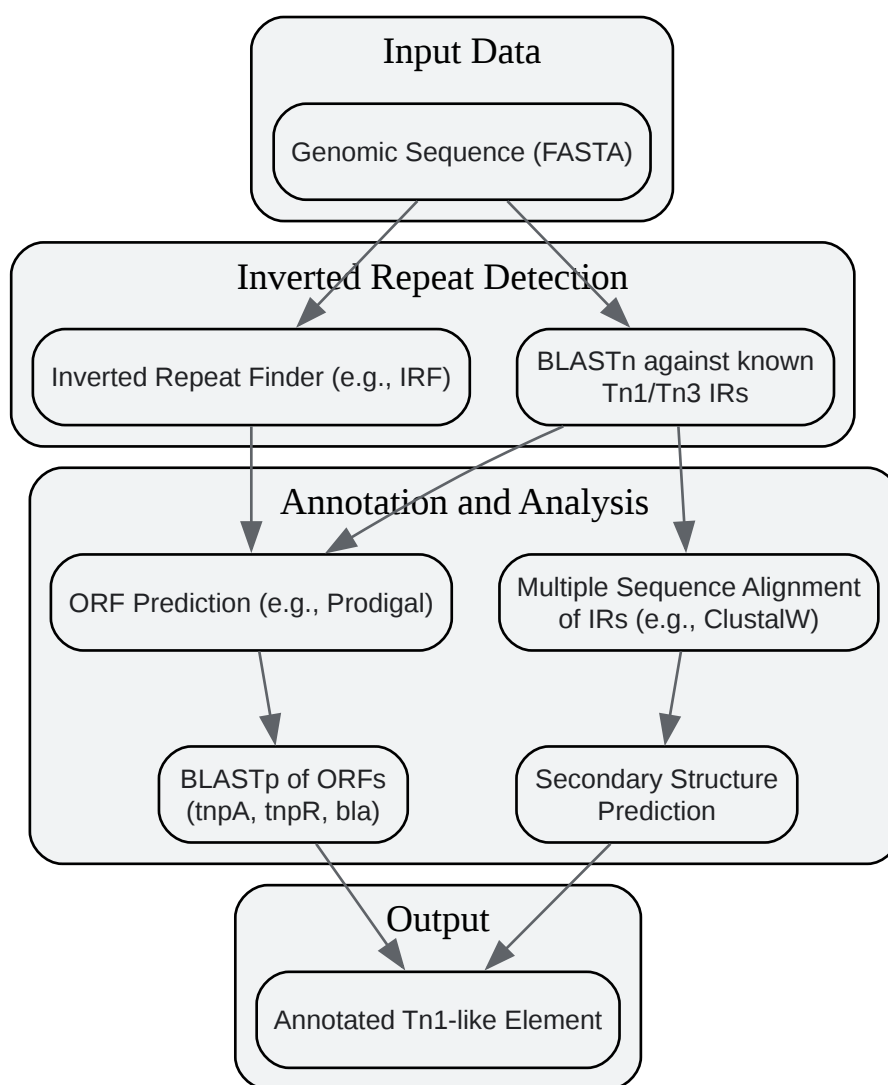 Input Data
Genomic Sequence (FASTA)
Inverted Repeat Detection
Inverted Repeat Finder (e.g., IRF)
BLASTn against known
Tn1/Tn3 IRs
Annotation and Analysis
ORF Prediction (e.g., Prodigal)
Multiple Sequence Alignment
of IRs (e.g., ClustalW)
BLASTp of ORFs
(tnpA, tnpR, bla)
Secondary Structure
Prediction
Output
Annotated Tn1-like Element